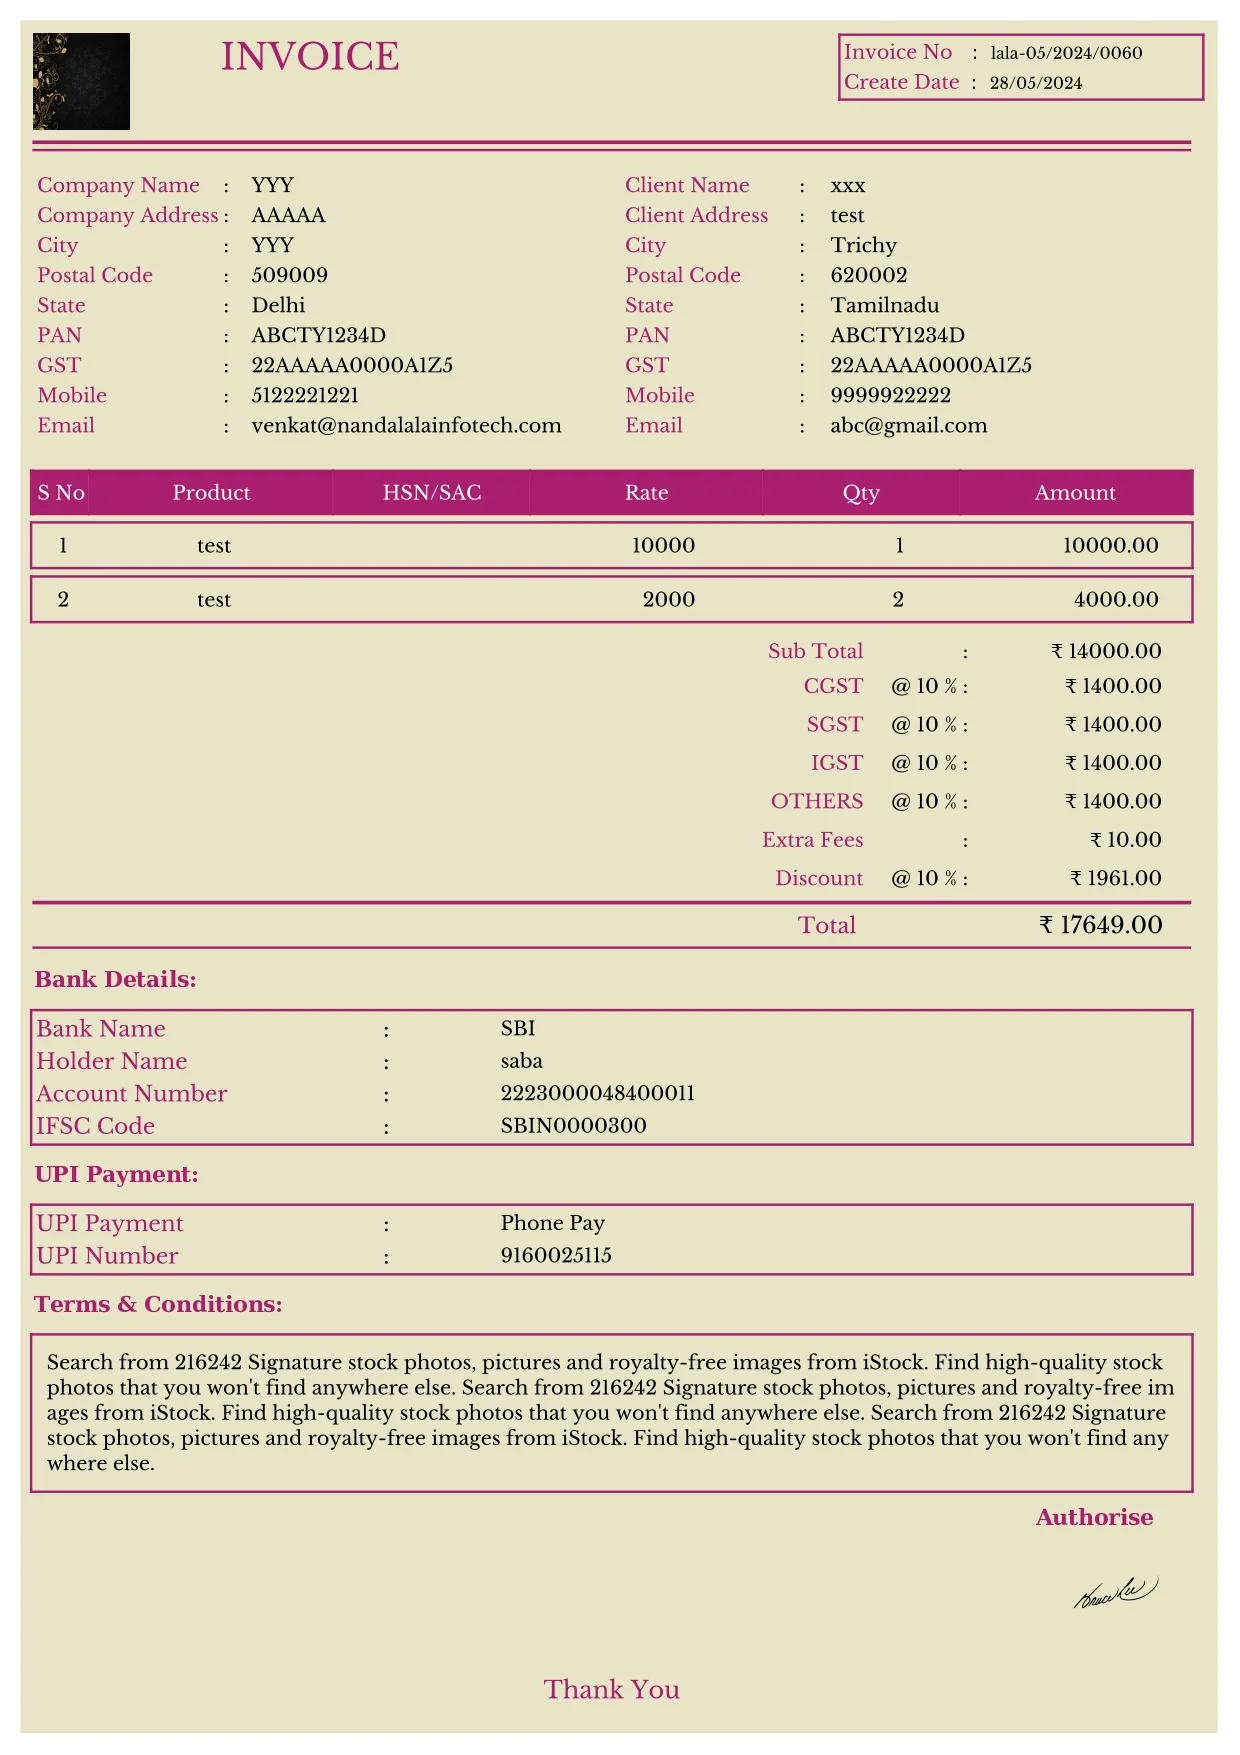 INVOICE
Invoice No : lala-05/2024/0060
Create Date : 28/05/2024
Company Name : YYY
Company Address : AAAAA
City : YYY
Postal Code : 509009
State : Delhi
PAN : ABCTY1234D
GST : 22AAAAA0000A1Z5
Mobile : 5122221221
Email : venkat@nandalalainfotech.com
Client Name : xxx
Client Address : test
City : Trichy
Postal Code : 620002
State : Tamilnadu
PAN : ABCTY1234D
GST : 22AAAAA0000A1Z5
Mobile : 9999922222
Email : abc@gmail.com
S No Product HSN/SAC Rate Qty Amount
1 test 10000 1 10000.00
2 test 2000 2 4000.00
Sub Total : ₹ 14000.00
CGST @ 10 % : ₹ 1400.00
SGST @ 10 % : ₹ 1400.00
IGST @ 10 % : ₹ 1400.00
OTHERS @ 10 % : ₹ 1400.00
Extra Fees : ₹ 10.00
Discount @ 10 % : ₹ 1961.00
Total ₹ 17649.00
Bank Details:
Bank Name : SBI
Holder Name : saba
Account Number : 2223000048400011
IFSC Code : SBIN0000300
UPI Payment:
UPI Payment : Phone Pay
UPI Number : 9160025115
Terms & Conditions:
Search from 216242 Signature stock photos, pictures and royalty-free images from iStock. Find high-quality stock
photos that you won't find anywhere else. Search from 216242 Signature stock photos, pictures and royalty-free im
ages from iStock. Find high-quality stock photos that you won't find anywhere else. Search from 216242 Signature
stock photos, pictures and royalty-free images from iStock. Find high-quality stock photos that you won't find any
where else.
Authorise
Bruce Lee
Thank You